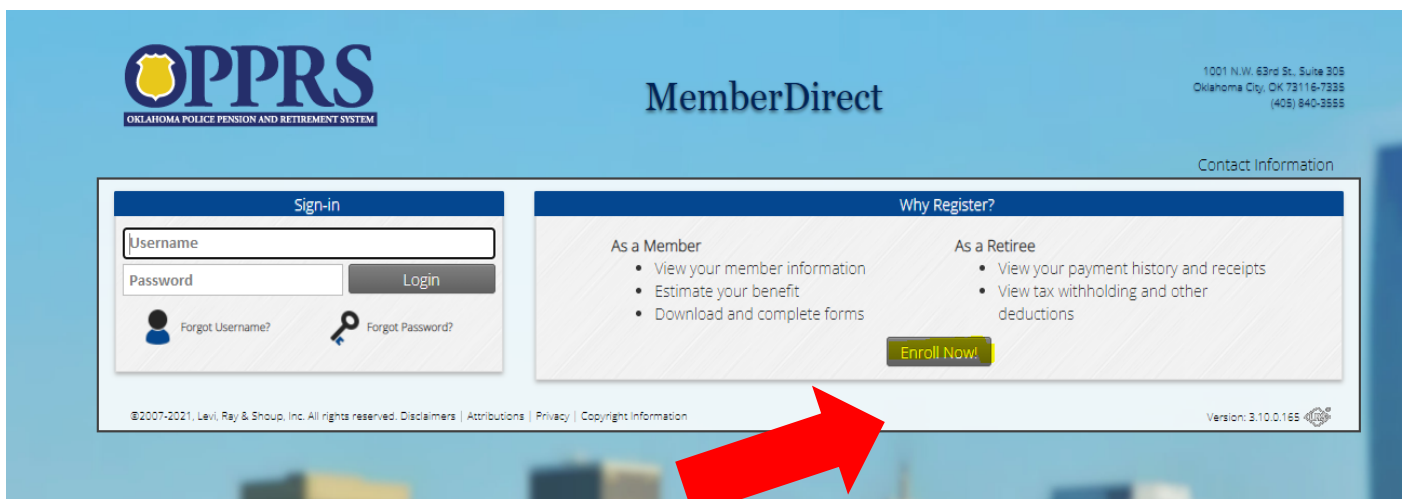 OPPRS
OKLAHOMA POLICE PENSION AND RETIREMENT SYSTEM
MemberDirect
1001 N.W. 63rd St., Suite 305
Oklahoma City, OK 73116-7335
(405) 840-3555
Contact Information
Sign-in
Username
Password
Login
Forgot Username?
Forgot Password?
Why Register?
As a Member
• View your member information
• Estimate your benefit
• Download and complete forms
As a Retiree
• View your payment history and receipts
• View tax withholding and other
deductions
Enroll Now!
©2007-2021, Levi, Ray & Shoup, Inc. All rights reserved. Disclaimers | Attributions | Privacy | Copyright Information
Version: 3.10.0.165
LRS